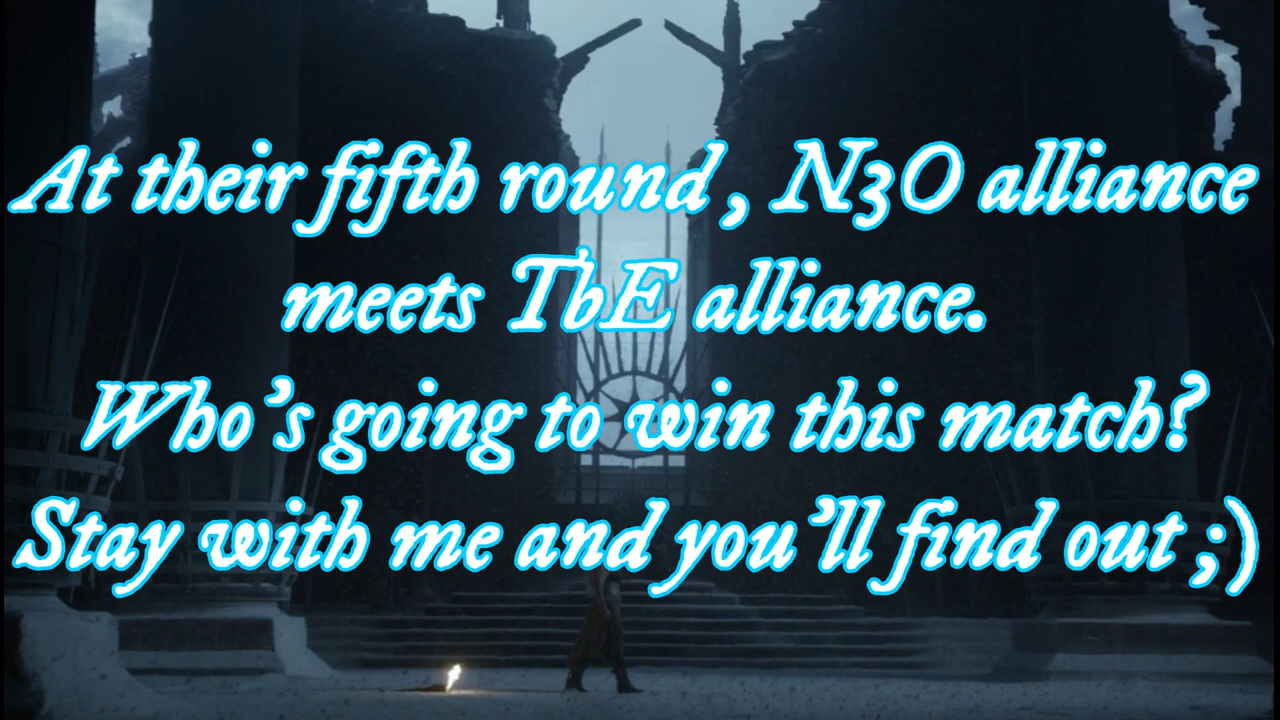 At their fifth round, N3O alliance
meets TbE alliance.
Who's going to win this match?
Stay with me and you'll find out ;)